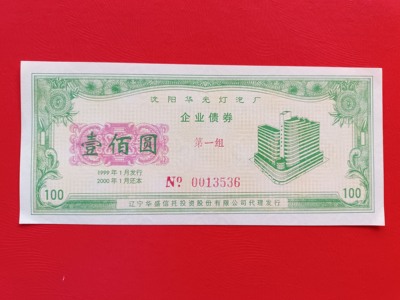 沈阳华光灯泡厂
企业债券
壹佰圆
第一组
1999年1月发行
2000年1月还本
Nº 0013536
100
100
辽宁华盛信托投资股份有限公司代理发行